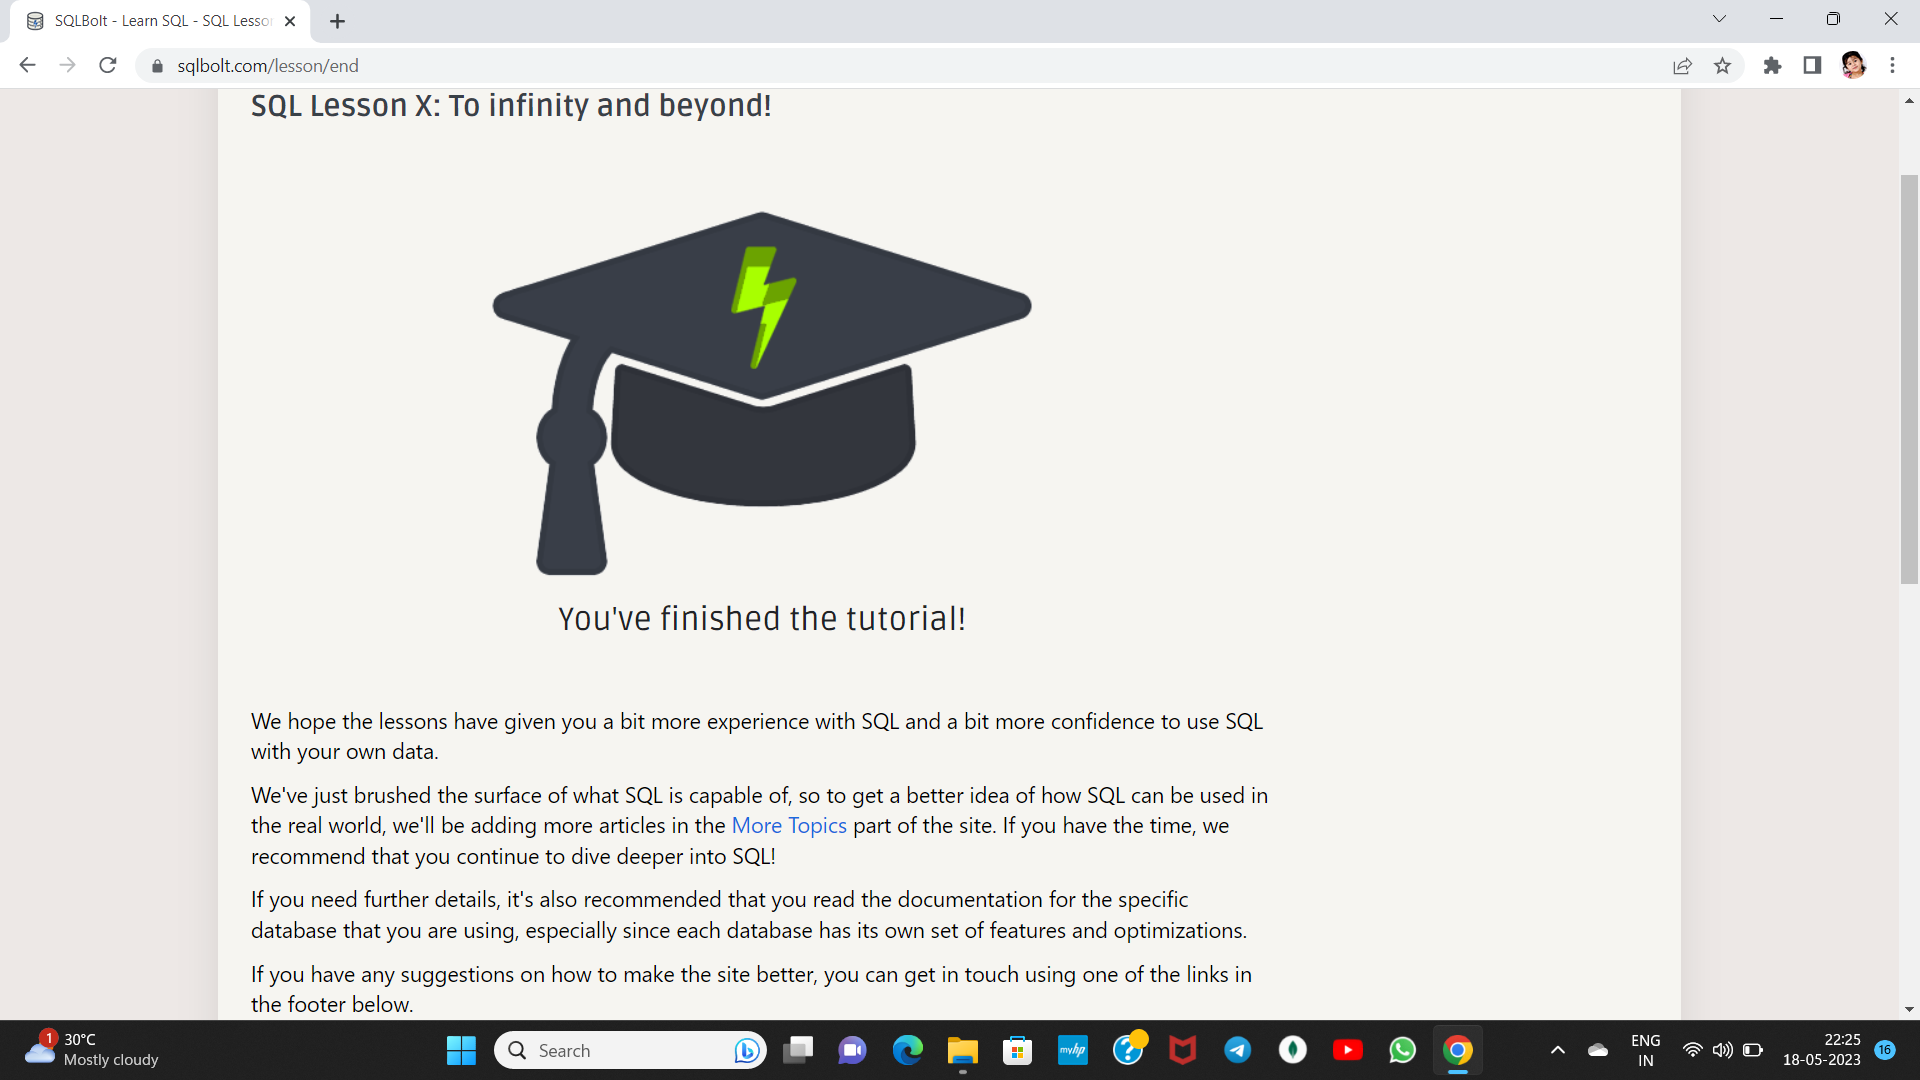 SQLBolt - Learn SQL - SQL Lesso
sqlbolt.com/lesson/end
SQL Lesson X: To infinity and beyond!
You've finished the tutorial!
We hope the lessons have given you a bit more experience with SQL and a bit more confidence to use SQL
with your own data.
We've just brushed the surface of what SQL is capable of, so to get a better idea of how SQL can be used in
the real world, we'll be adding more articles in the More Topics part of the site. If you have the time, we
recommend that you continue to dive deeper into SQL!
If you need further details, it's also recommended that you read the documentation for the specific
database that you are using, especially since each database has its own set of features and optimizations.
If you have any suggestions on how to make the site better, you can get in touch using one of the links in
the footer below.
1
30°C
Mostly cloudy
Search
myhp
ENG
IN
22:25
18-05-2023
16